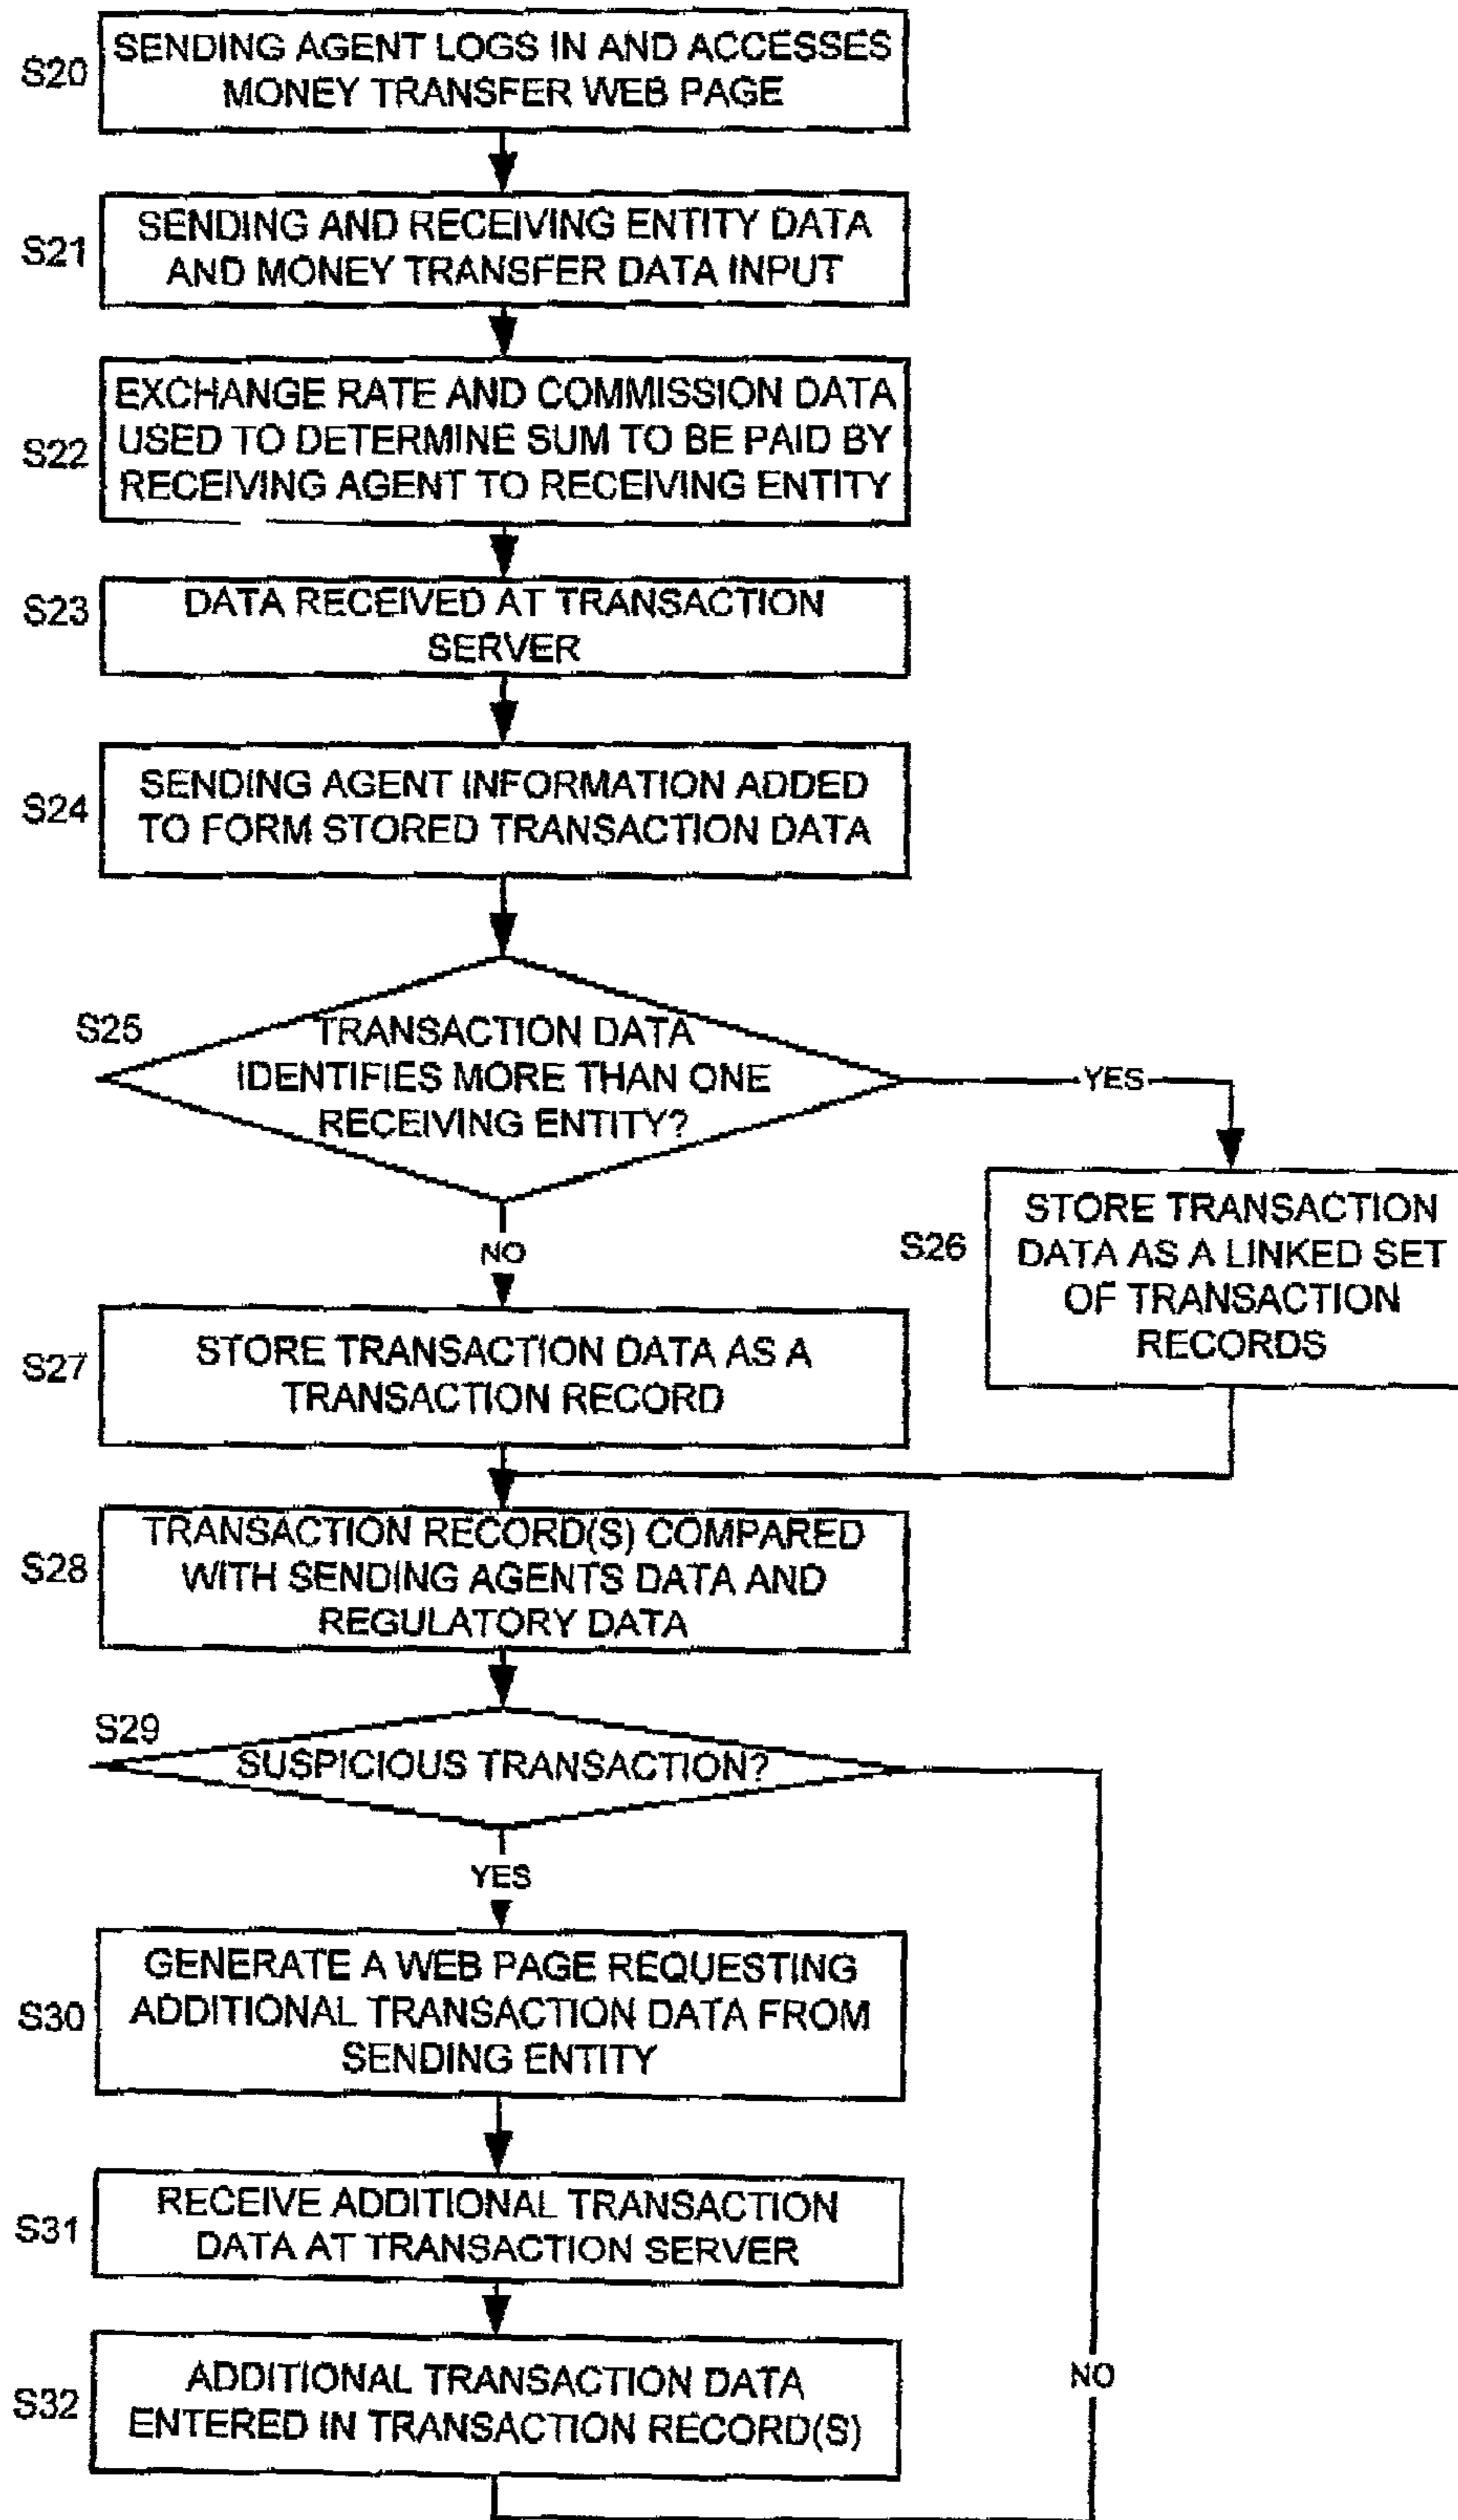 S20
SENDING AGENT LOGS IN AND ACCESSES
MONEY TRANSFER WEB PAGE
S21
SENDING AND RECEIVING ENTITY DATA
AND MONEY TRANSFER DATA INPUT
S22
EXCHANGE RATE AND COMMISSION DATA
USED TO DETERMINE SUM TO BE PAID BY
RECEIVING AGENT TO RECEIVING ENTITY
S23
DATA RECEIVED AT TRANSACTION
SERVER
S24
SENDING AGENT INFORMATION ADDED
TO FORM STORED TRANSACTION DATA
S25
TRANSACTION DATA
IDENTIFIES MORE THAN ONE
RECEIVING ENTITY?
YES
NO
S26
STORE TRANSACTION
DATA AS A LINKED SET
OF TRANSACTION
RECORDS
S27
STORE TRANSACTION DATA AS A
TRANSACTION RECORD
S28
TRANSACTION RECORD(S) COMPARED
WITH SENDING AGENTS DATA AND
REGULATORY DATA
S29
SUSPICIOUS TRANSACTION?
YES
S30
GENERATE A WEB PAGE REQUESTING
ADDITIONAL TRANSACTION DATA FROM
SENDING ENTITY
S31
RECEIVE ADDITIONAL TRANSACTION
DATA AT TRANSACTION SERVER
S32
ADDITIONAL TRANSACTION DATA
ENTERED IN TRANSACTION RECORD(S)
NO